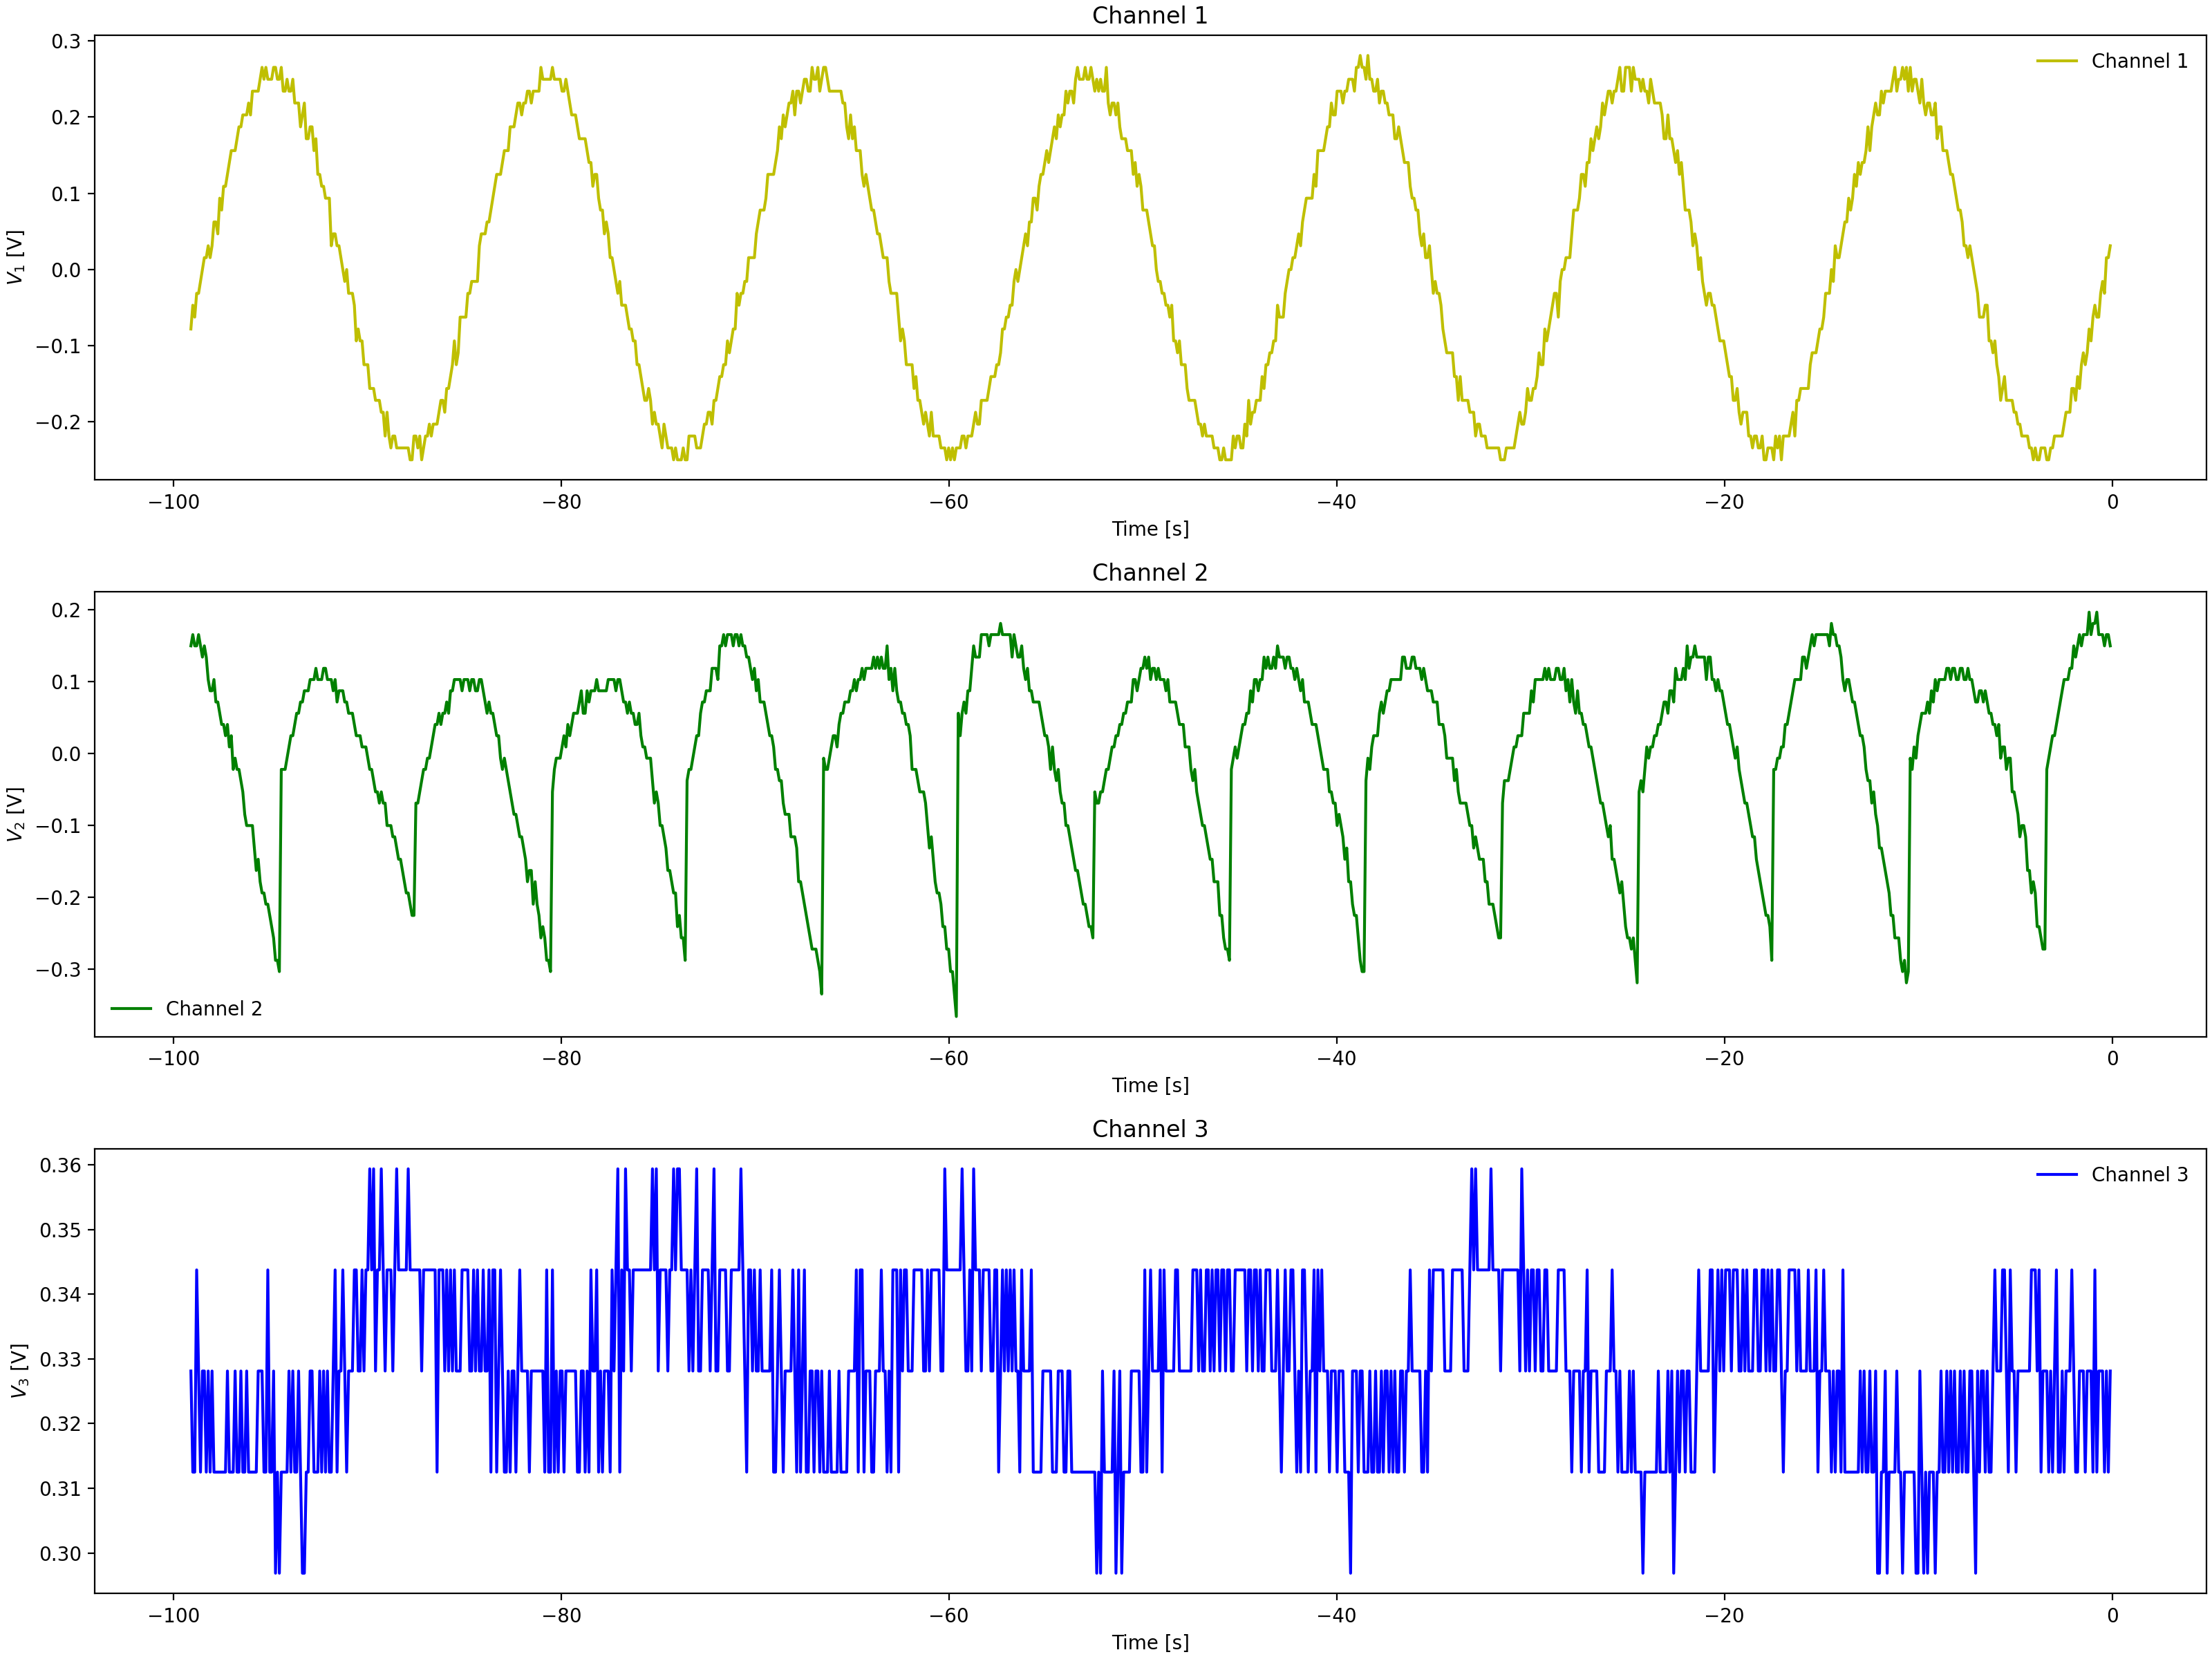 Channel 1
0.3
0.2
0.1
0.0
−0.1
−0.2
V1 [V]
Channel 1
−100 −80 −60 −40 −20 0
Time [s]
Channel 2
0.2
0.1
0.0
−0.1
−0.2
−0.3
V2 [V]
Channel 2
−100 −80 −60 −40 −20 0
Time [s]
Channel 3
0.36
0.35
0.34
0.33
0.32
0.31
0.30
V3 [V]
Channel 3
−100 −80 −60 −40 −20 0
Time [s]